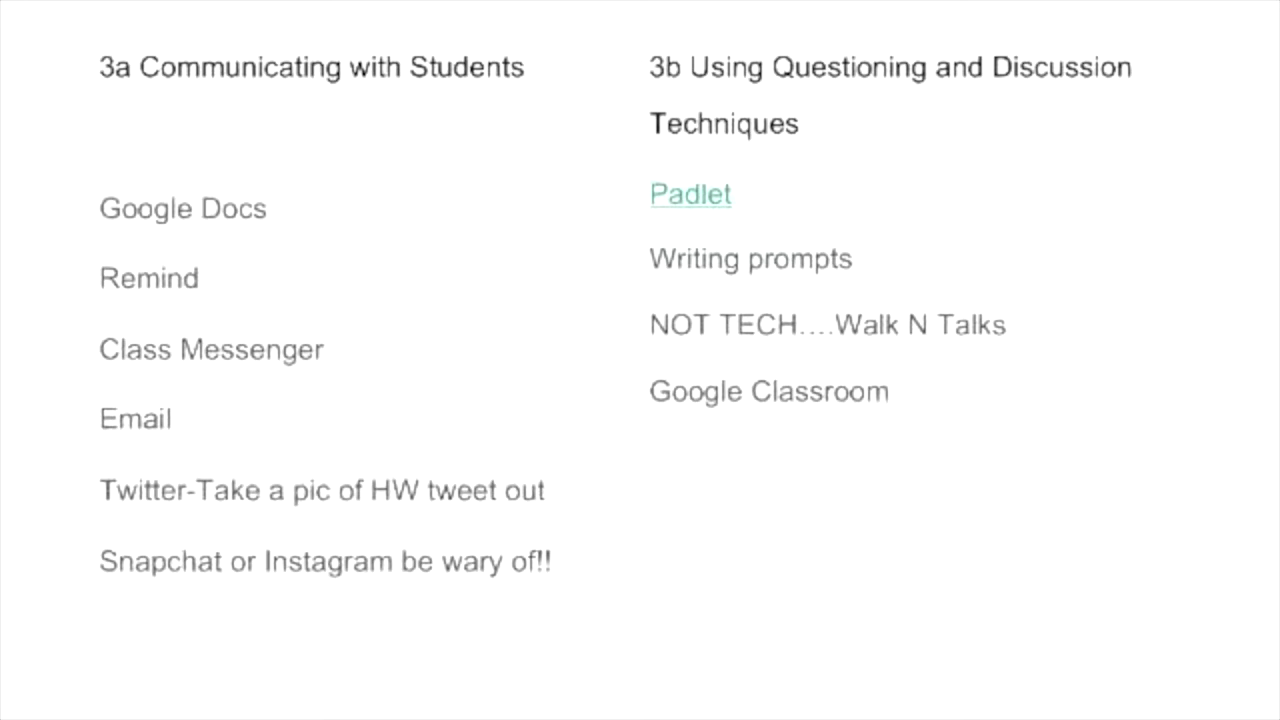 3a Communicating with Students
Google Docs
Remind
Class Messenger
Email
Twitter-Take a pic of HW tweet out
Snapchat or Instagram be wary of!!
3b Using Questioning and Discussion
Techniques
Padlet
Writing prompts
NOT TECH....Walk N Talks
Google Classroom